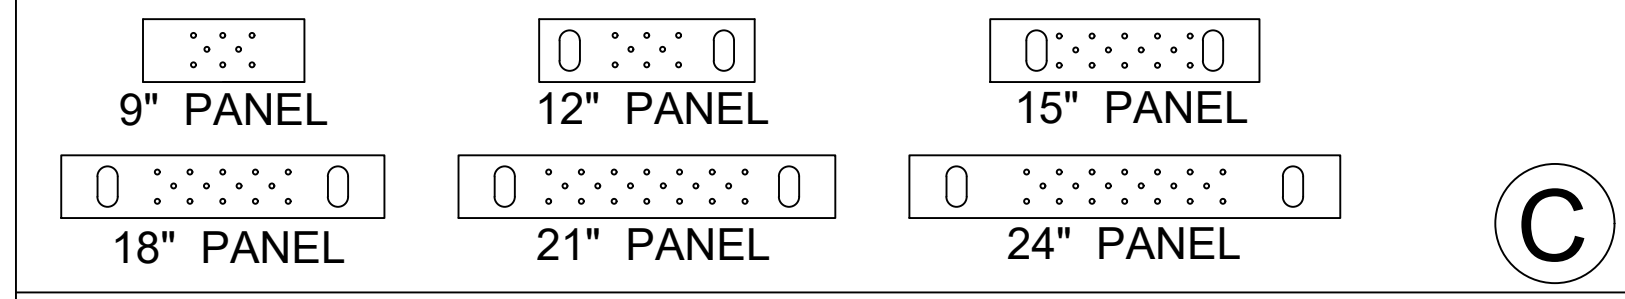 9" PANEL
12" PANEL
15" PANEL
18" PANEL
21" PANEL
24" PANEL
C